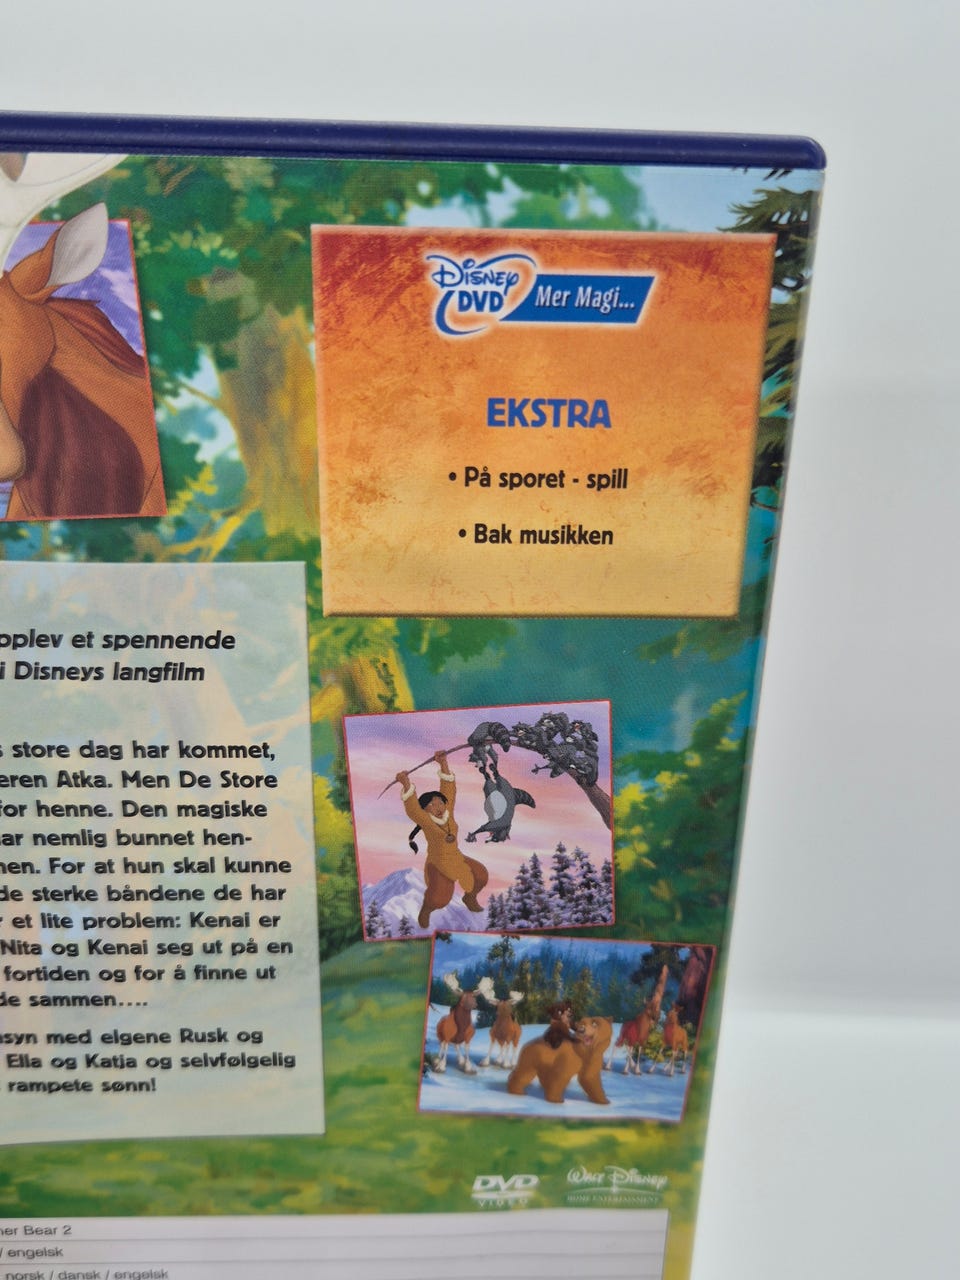 Disney
DVD Mer Magi...
EKSTRA
• På sporet - spill
• Bak musikken
pplev et spennende
i Disneys langfilm
s store dag har kommet,
eren Atka. Men De Store
for henne. Den magiske
ar nemlig bunnet hen-
nen. For at hun skal kunne
de sterke båndene de har
r et lite problem: Kenai er
Nita og Kenai seg ut på en
fortiden og for å finne ut
de sammen....
nsyn med elgene Rusk og
Ella og Katja og selvfølgelig
rampete sønn!
DVD
VIDEO
Walt Disney
HOME ENTERTAINMENT
her Bear 2
/ engelsk
norsk / dansk / engelsk